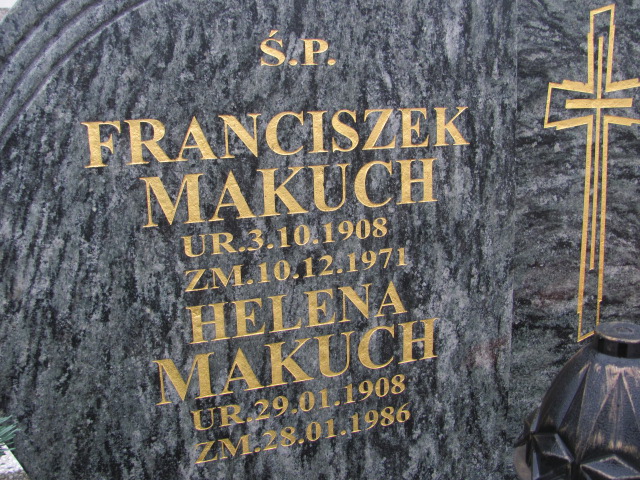 Ś.P.
FRANCISZEK
MAKUCH
UR.3.10.1908
ZM.10.12.1971
HELENA
MAKUCH
UR.29.01.1908
ZM.28.01.1986